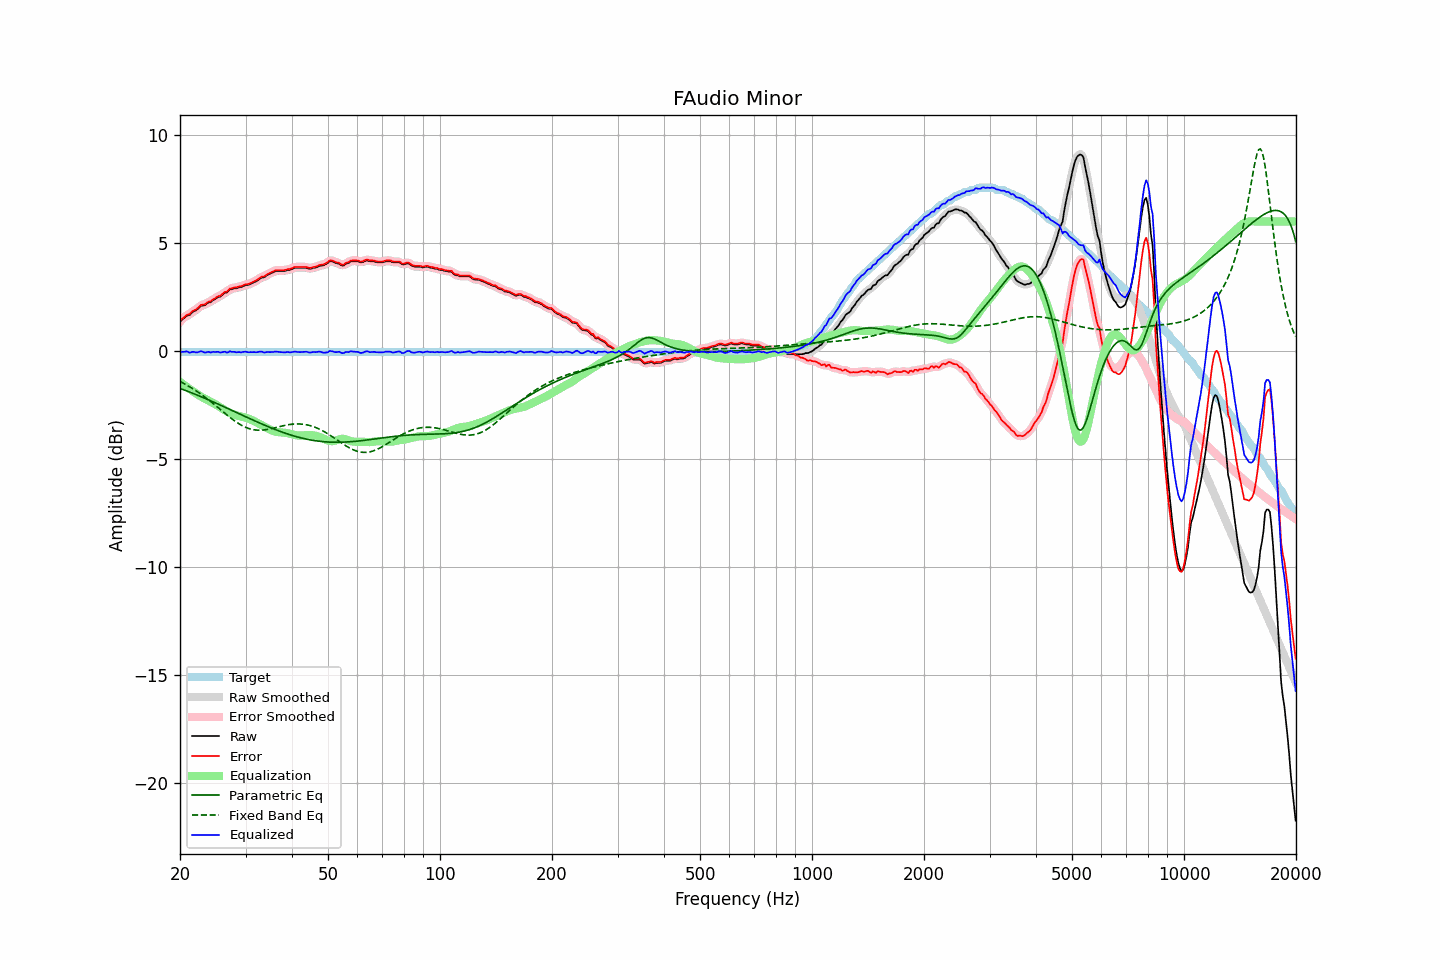 FAudio Minor
10
5
0
−5
−10
−15
−20
Amplitude (dBr)
Target
Raw Smoothed
Error Smoothed
Raw
Error
Equalization
Parametric Eq
Fixed Band Eq
Equalized
20 50 100 200 500 1000 2000 5000 10000 20000
Frequency (Hz)